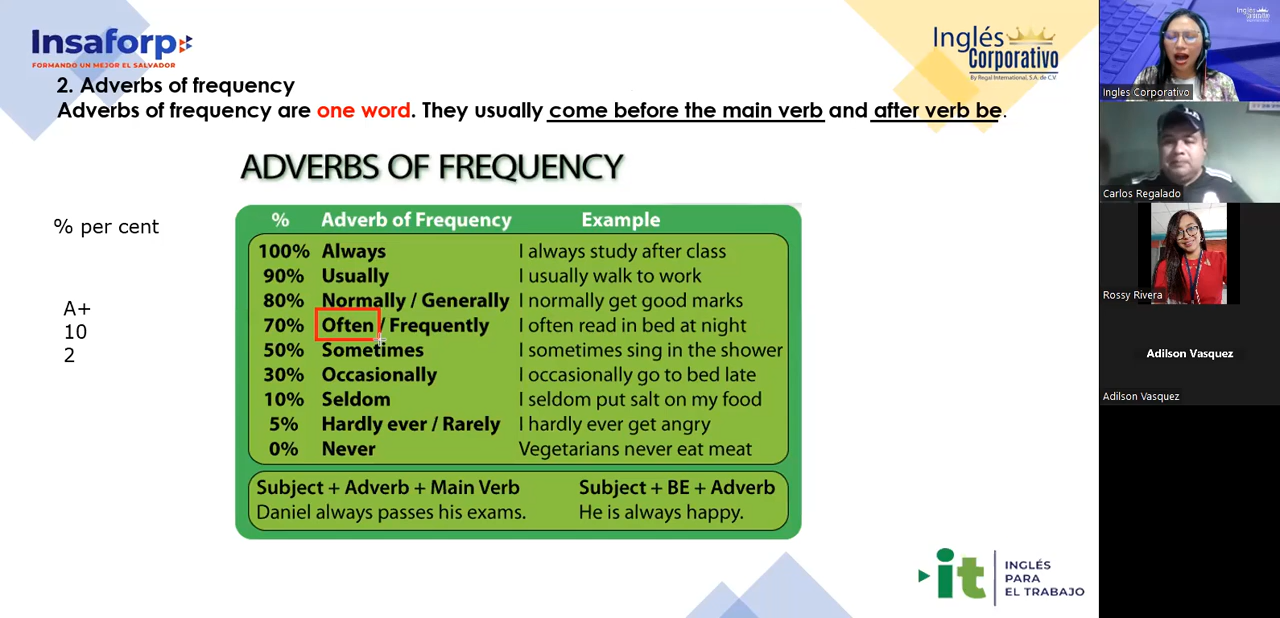 Insaforp
FORMANDO UN MEJOR EL SALVADOR
Inglés
Corporativo
By Regal International, S.A. de C.V
2. Adverbs of frequency
Adverbs of frequency are one word. They usually come before the main verb and after verb be.
ADVERBS OF FREQUENCY
% per cent
A+
10
2
% Adverb of Frequency Example
100% Always I always study after class
90% Usually I usually walk to work
80% Normally / Generally I normally get good marks
70% Often / Frequently I often read in bed at night
50% Sometimes I sometimes sing in the shower
30% Occasionally I occasionally go to bed late
10% Seldom I seldom put salt on my food
5% Hardly ever / Rarely I hardly ever get angry
0% Never Vegetarians never eat meat
Subject + Adverb + Main Verb Subject + BE + Adverb
Daniel always passes his exams. He is always happy.
it
INGLÉS
PARA
EL TRABAJO
Inglés
Corporativo
Ingles Corporativo
Carlos Regalado
Rossy Rivera
Adilson Vasquez
Adilson Vasquez